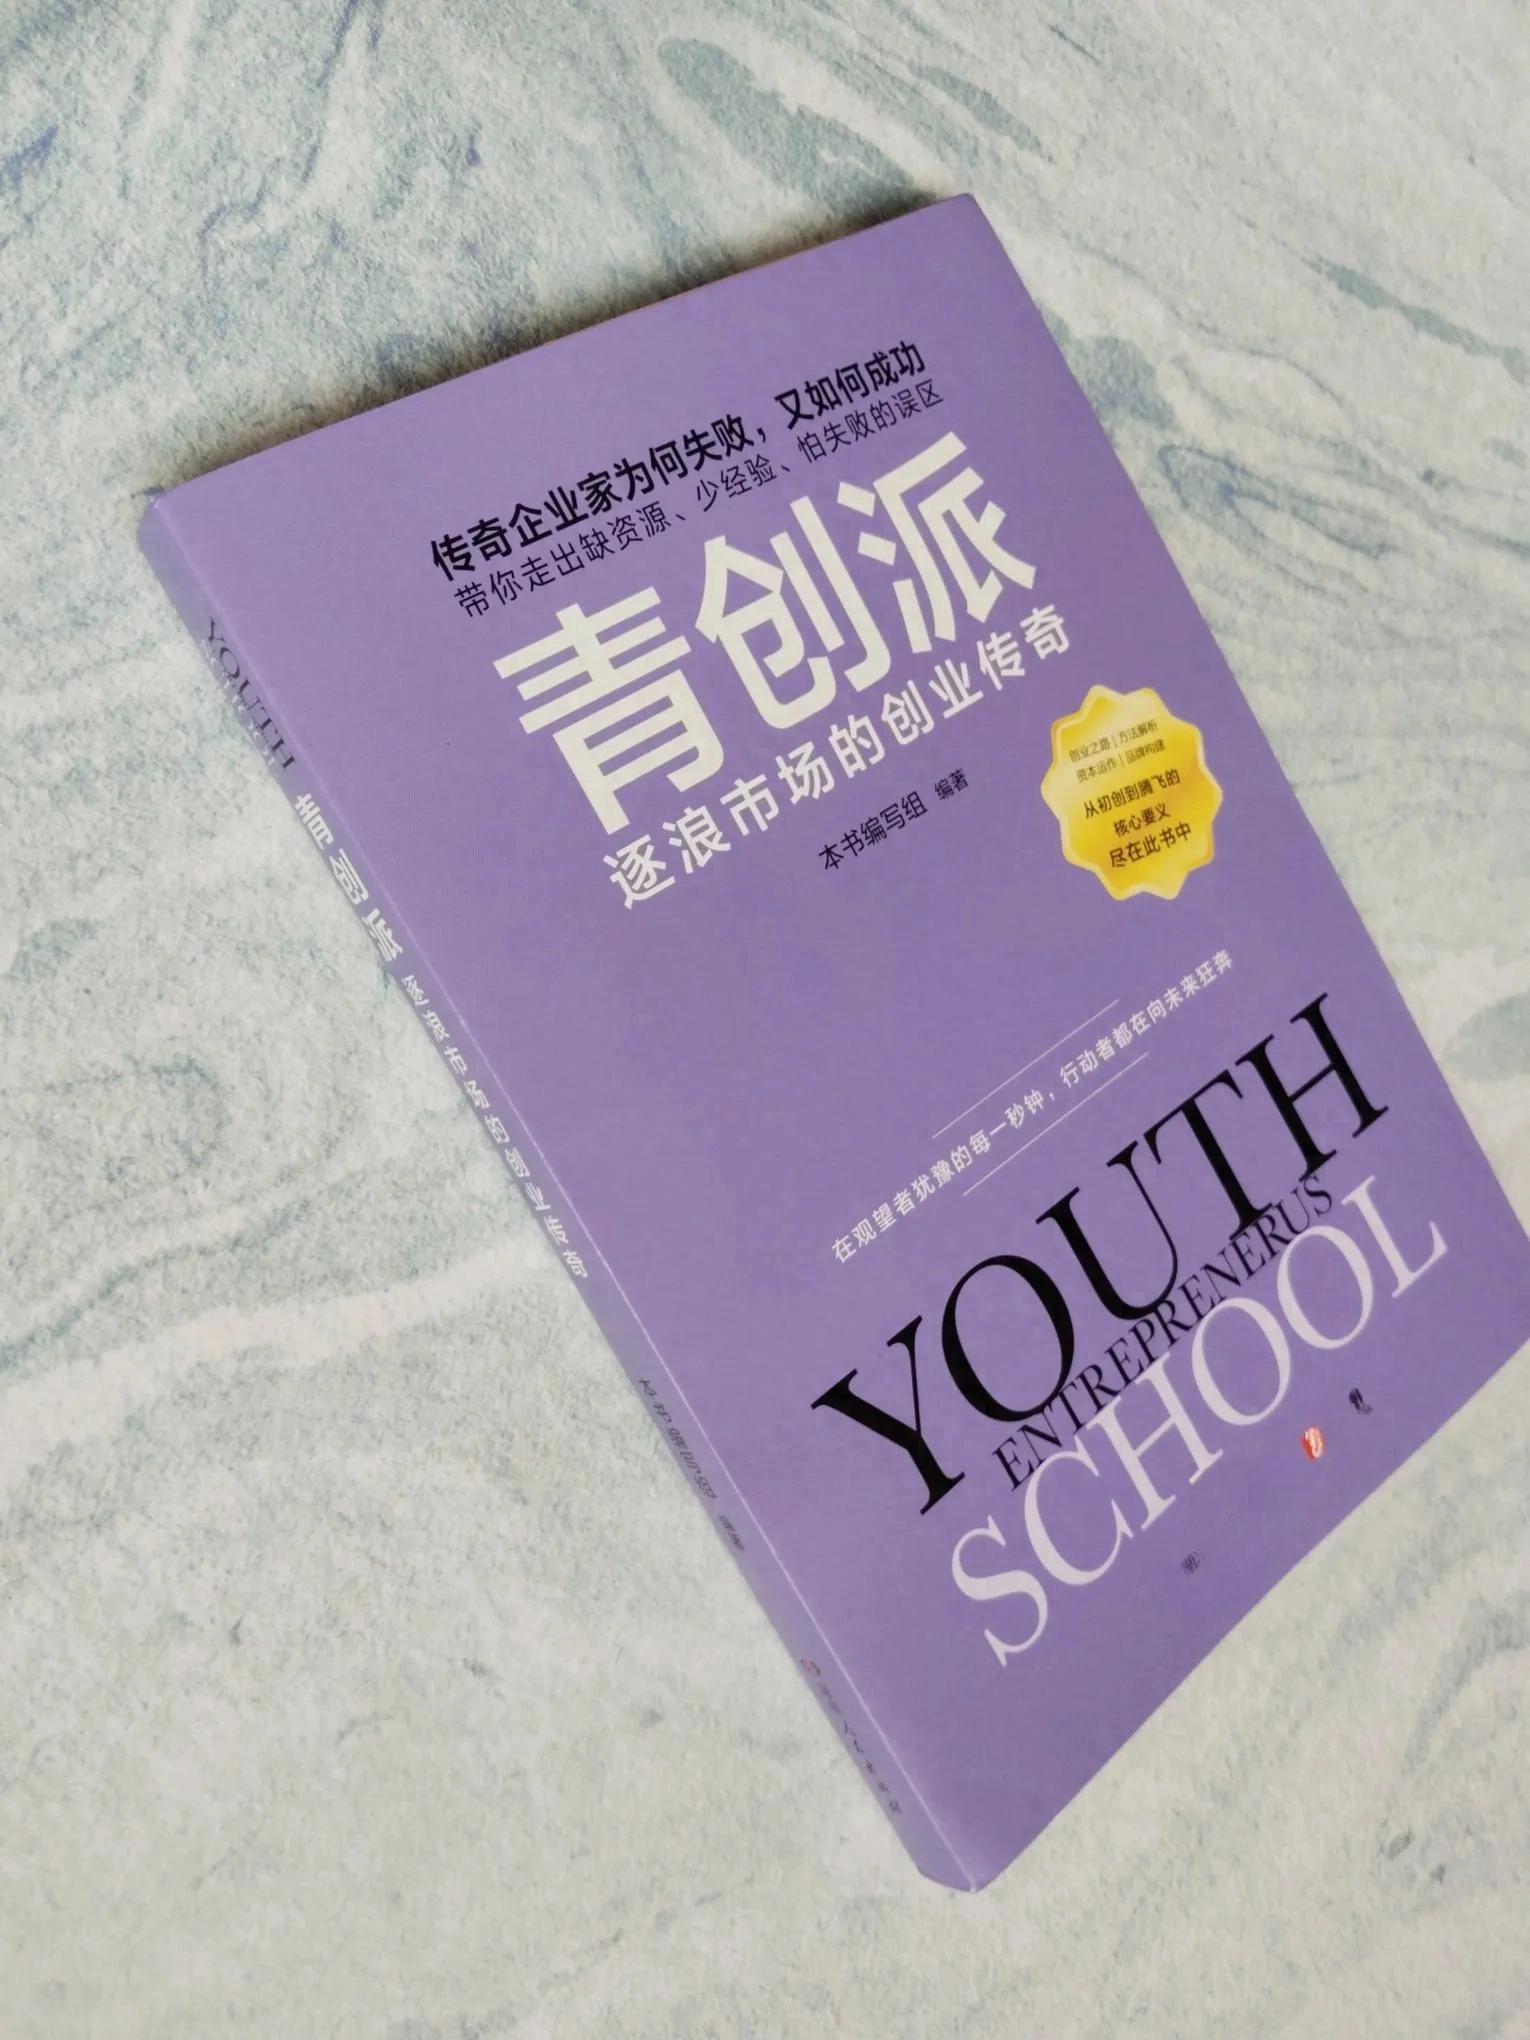 传奇企业家为何失败，又如何成功
带你走出缺资源、少经验、怕失败的误区
青创派
逐浪市场的创业传奇
本书编写组 编著
创业之路|方法解析
资本运作|品牌构建
从初创到腾飞的
核心要义
尽在此书中
在观望者犹豫的每一秒钟，行动者都在向未来狂奔
YOUTH
ENTREPRENERUS
SCHOOL
YOUTH
青创派 逐浪市场的创业传奇